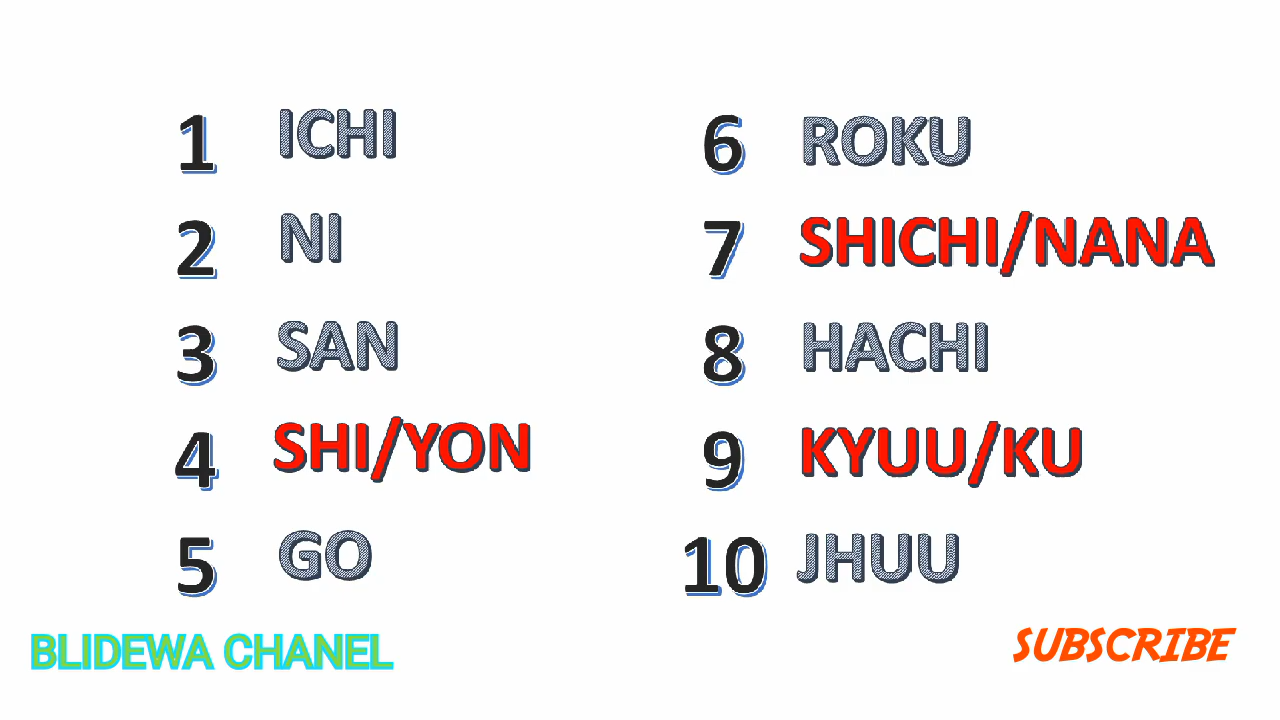 1 ICHI
2 NI
3 SAN
4 SHI/YON
5 GO
6 ROKU
7 SHICHI/NANA
8 HACHI
9 KYUU/KU
10 JHUU
BLIDEWA CHANEL
SUBSCRIBE